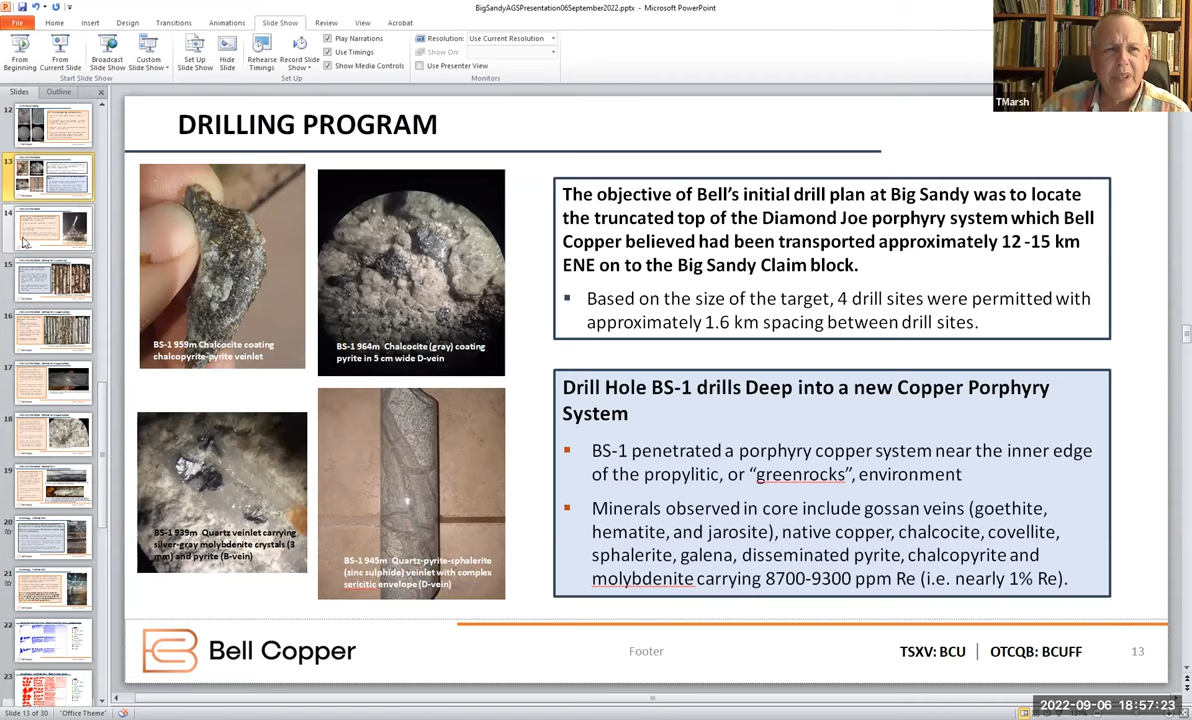 BigSandyAGSPresentation06September2022.pptx - Microsoft PowerPoint
File Home Insert Design Transitions Animations Slide Show Review View Acrobat
From Beginning
From Current Slide
Broadcast Slide Show
Custom Slide Show
Set Up Slide Show
Hide Slide
Rehearse Timings
Record Slide Show
Play Narrations
Use Timings
Show Media Controls
Resolution: Use Current Resolution
Show On:
Use Presenter View
Start Slide Show
Set Up
Monitors
TMarsh
Slides Outline
12
13
14
15
16
17
18
19
20
21
22
23
DRILLING PROGRAM
BS-1 959m Chalcocite coating
chalcopyrite-pyrite veinlet
BS-1 964m Chalcocite (gray) coating
pyrite in 5 cm wide D-vein
BS-1 939m Quartz veinlet carrying
silver-gray molybdenite crystals (3
mm) and pyrite (B-vein)
BS-1 945m Quartz-pyrite-sphalerite
(zinc sulphide) veinlet with complex
sericitic envelope (D-vein)
The objective of Bell's initial drill plan at Big Sandy was to locate
the truncated top of the Diamond Joe porphyry system which Bell
Copper believed had been transported approximately 12 -15 km
ENE on to the Big Sandy Claim block.
Based on the size of the target, 4 drill sites were permitted with
approximately 1.6 km spacing between drill sites.
Drill Hole BS-1 drills Deep into a new Copper Porphyry
System
BS-1 penetrated a porphyry copper system near the inner edge
of the propylitic, or "greenrocks", environment
Minerals observed in core include gossan veins (goethite,
hematite, and jarosite), native copper, chalcocite, covellite,
sphalerite, galena, disseminated pyrite, chalcopyrite and
molybdenite carrying 8700-9300 ppm Re (i.e. nearly 1% Re).
Bell Copper
Footer
TSXV: BCU | OTCQB: BCUFF
13
Slide 13 of 30 "Office Theme"
2022-09-06 18:57:23